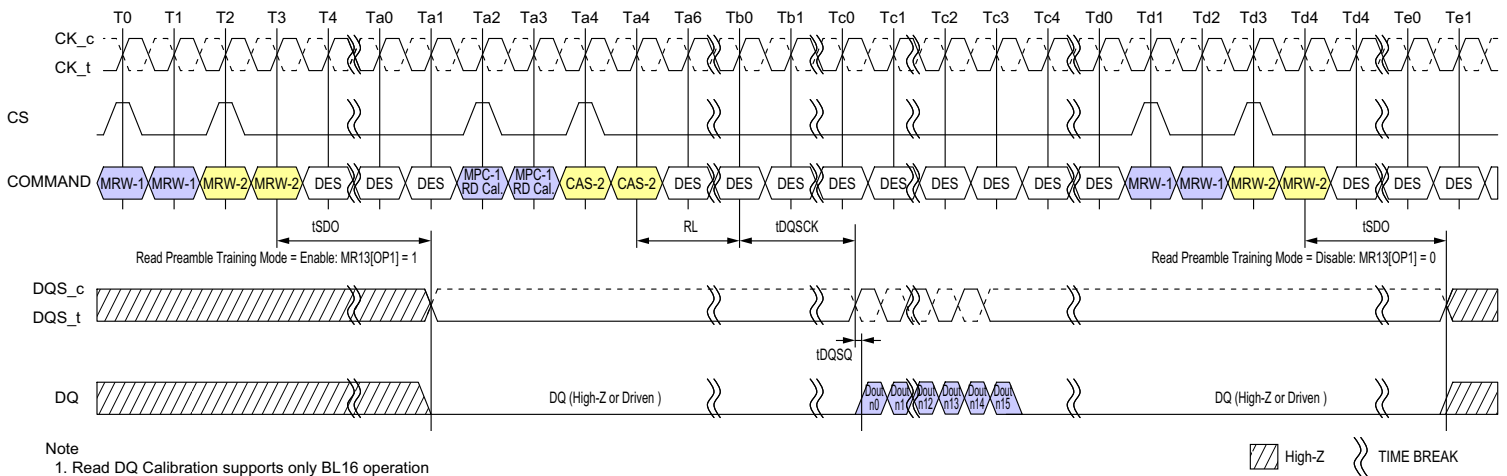 T0 T1 T2 T3 T4 Ta0 Ta1 Ta2 Ta3 Ta4 Ta4 Ta6 Tb0 Tb1 Tc0 Tc1 Tc2 Tc3 Tc4 Td0 Td1 Td2 Td3 Td4 Td4 Te0 Te1
CK_c
CK_t
CS
COMMAND MRW-1 MRW-1 MRW-2 MRW-2 DES DES DES MPC-1 RD Cal. MPC-1 RD Cal. CAS-2 CAS-2 DES DES DES DES DES DES DES DES DES MRW-1 MRW-1 MRW-2 MRW-2 DES DES DES
tSDO RL tDQSCK tSDO
Read Preamble Training Mode = Enable: MR13[OP1] = 1 Read Preamble Training Mode = Disable: MR13[OP1] = 0
DQS_c
DQS_t
tDQSQ
DQ DQ (High-Z or Driven ) Dout n0 Dout n1 Dout n12 Dout n13 Dout n14 Dout n15 DQ (High-Z or Driven )
Note
1. Read DQ Calibration supports only BL16 operation
High-Z TIME BREAK